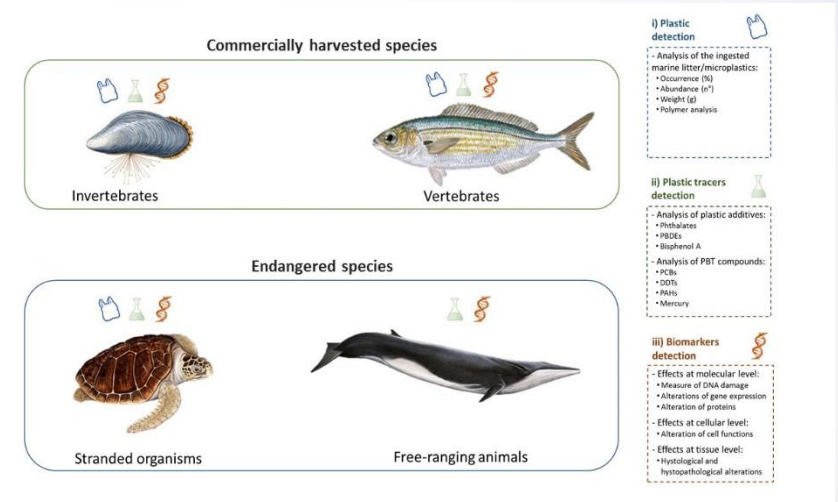 Commercially harvested species
Invertebrates
Vertebrates
Endangered species
Stranded organisms
Free-ranging animals
i) Plastic
detection
- Analysis of the ingested
marine litter/microplastics:
• Occurrence (%)
• Abundance (n°)
• Weight (g)
• Polymer analysis
ii) Plastic tracers
detection
- Analysis of plastic additives:
• Phthalates
• PBDEs
• Bisphenol A
- Analysis of PBT compounds:
• PCBs
• DDTs
• PAHs
• Mercury
iii) Biomarkers
detection
- Effects at molecular level:
• Measure of DNA damage
• Alterations of gene expression
• Alteration of proteins
- Effects at cellular level:
• Alteration of cell functions
- Effects at tissue level:
• Hystological and
hystopathological alterations